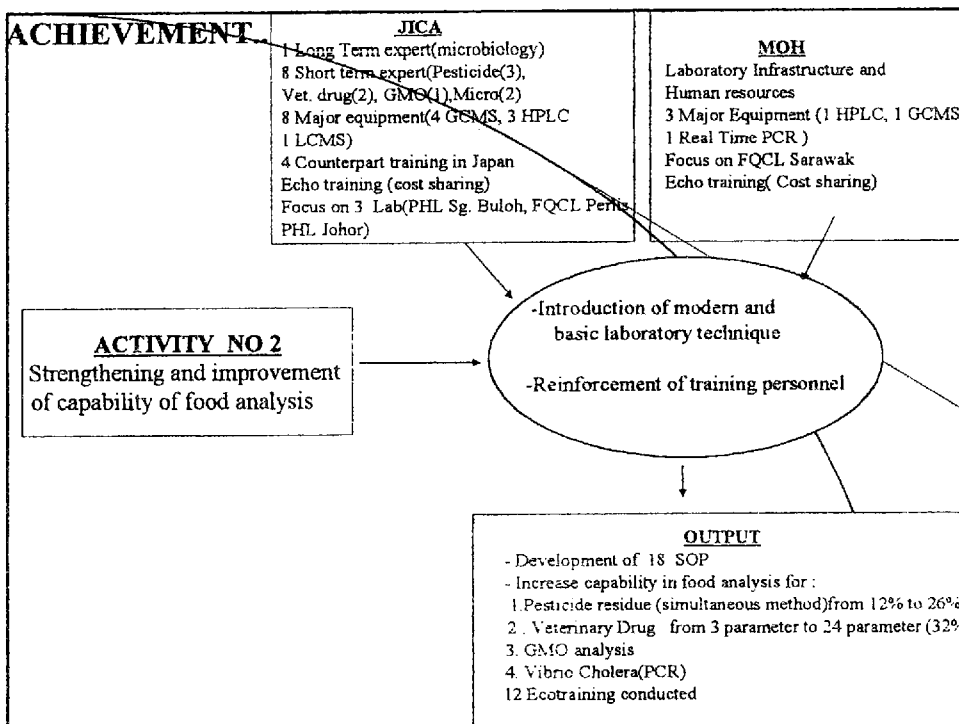 ACHIEVEMENT..
JICA
1 Long Term expert(microbiology)
8 Short term expert(Pesticide(3),
Vet. drug(2), GMO(1),Micro(2)
8 Major equipment(4 GCMS, 3 HPLC
1 LCMS)
4 Counterpart training in Japan
Echo training (cost sharing)
Focus on 3 Lab(PHL Sg. Buloh, FQCL Perlis
PHL Johor)
MOH
Laboratory Infrastructure and
Human resources
3 Major Equipment (1 HPLC, 1 GCMS
1 Real Time PCR )
Focus on FQCL Sarawak
Echo training( Cost sharing)
ACTIVITY NO 2
Strengthening and improvement
of capability of food analysis
-Introduction of modern and
basic laboratory technique
-Reinforcement of training personnel
OUTPUT
- Development of 18 SOP
- Increase capability in food analysis for :
1.Pesticide residue (simultaneous method)from 12% to 26%
2 . Veterinary Drug from 3 parameter to 24 parameter (32%
3. GMO analysis
4. Vibrio Cholera(PCR)
12 Ecotraining conducted